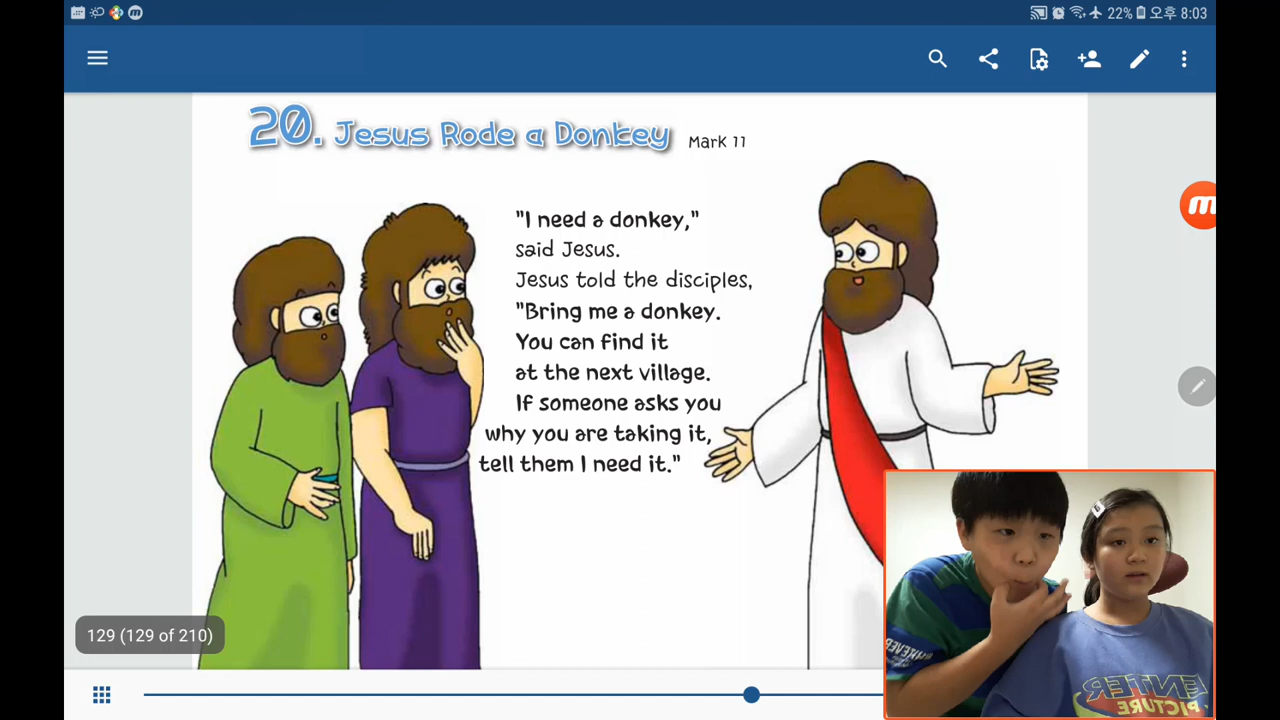 22% 오후 8:03
20. Jesus Rode a Donkey Mark 11
"I need a donkey,"
said Jesus.
Jesus told the disciples,
"Bring me a donkey.
You can find it
at the next village.
If someone asks you
why you are taking it,
tell them I need it."
129 (129 of 210)
ENTER
PICTURE